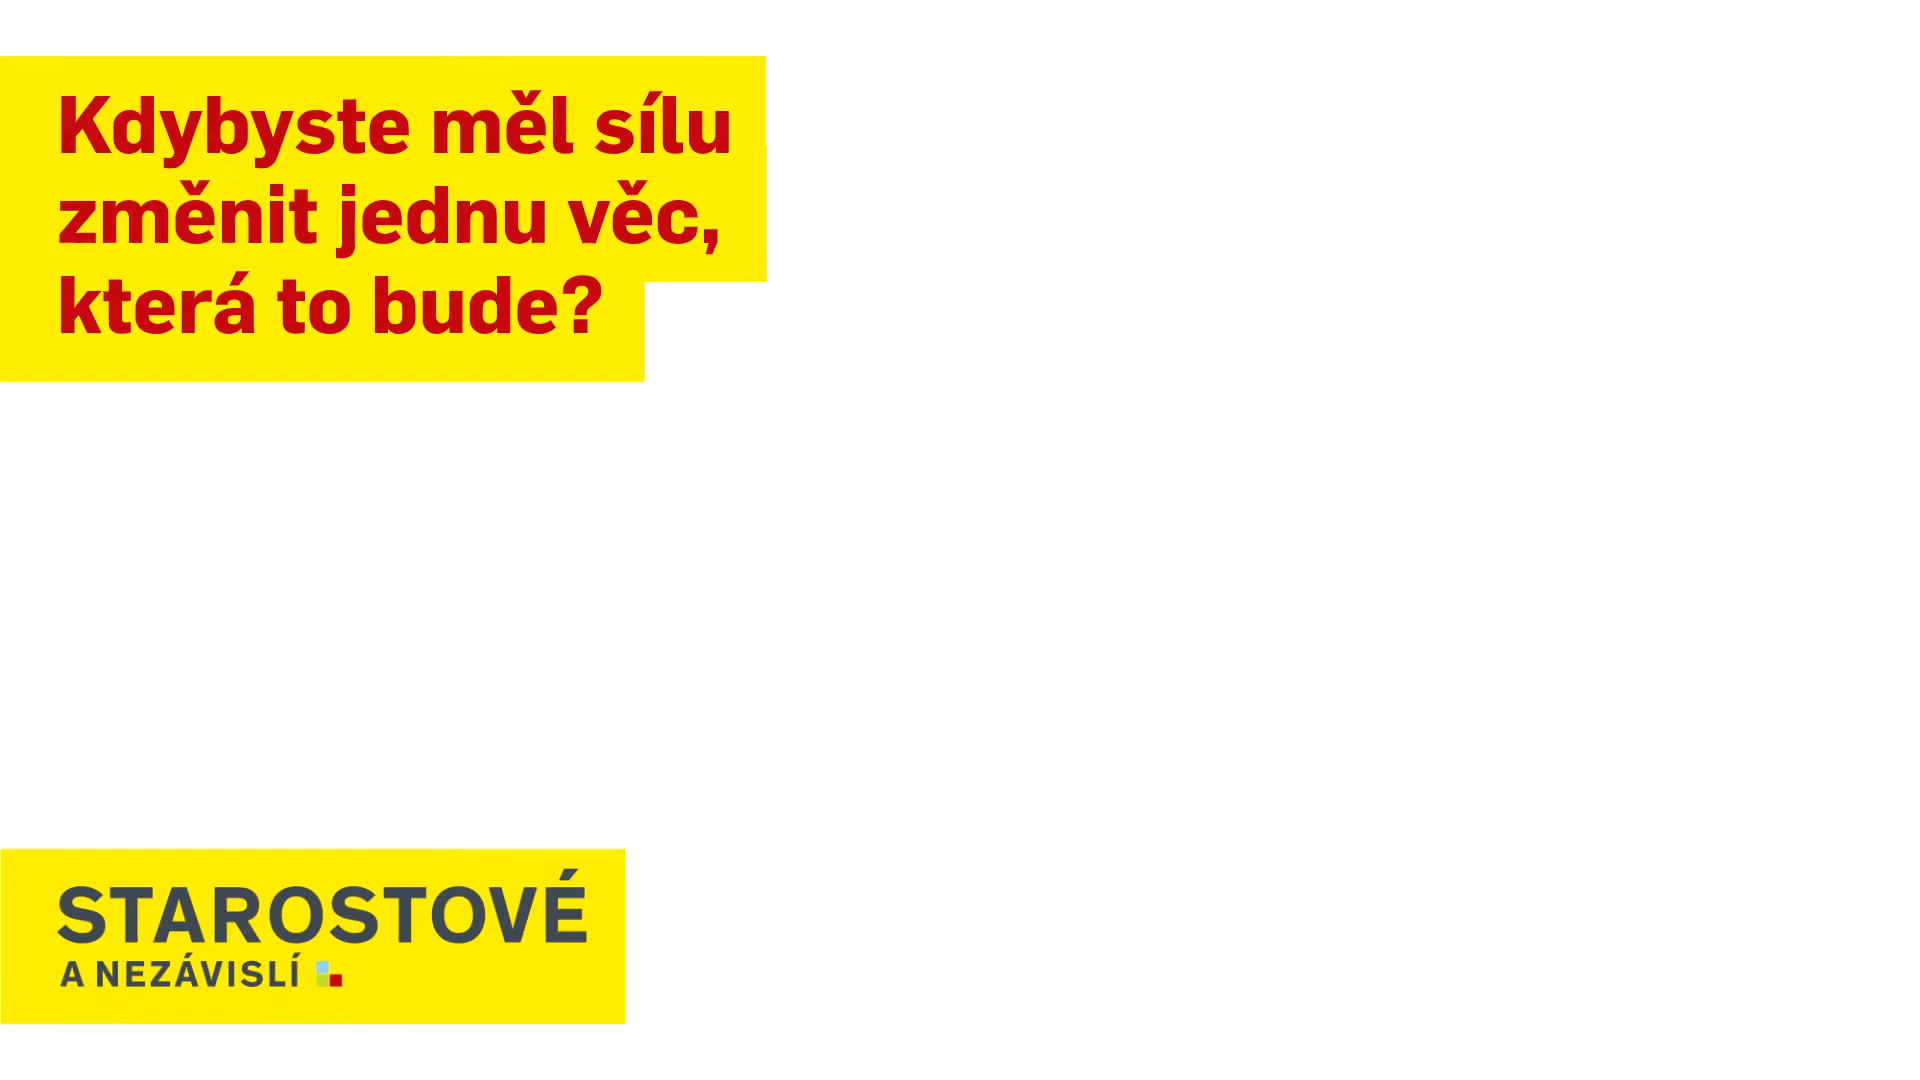 Kdybyste měl sílu
změnit jednu věc,
která to bude?
STAROSTOVÉ
A NEZÁVISLÍ